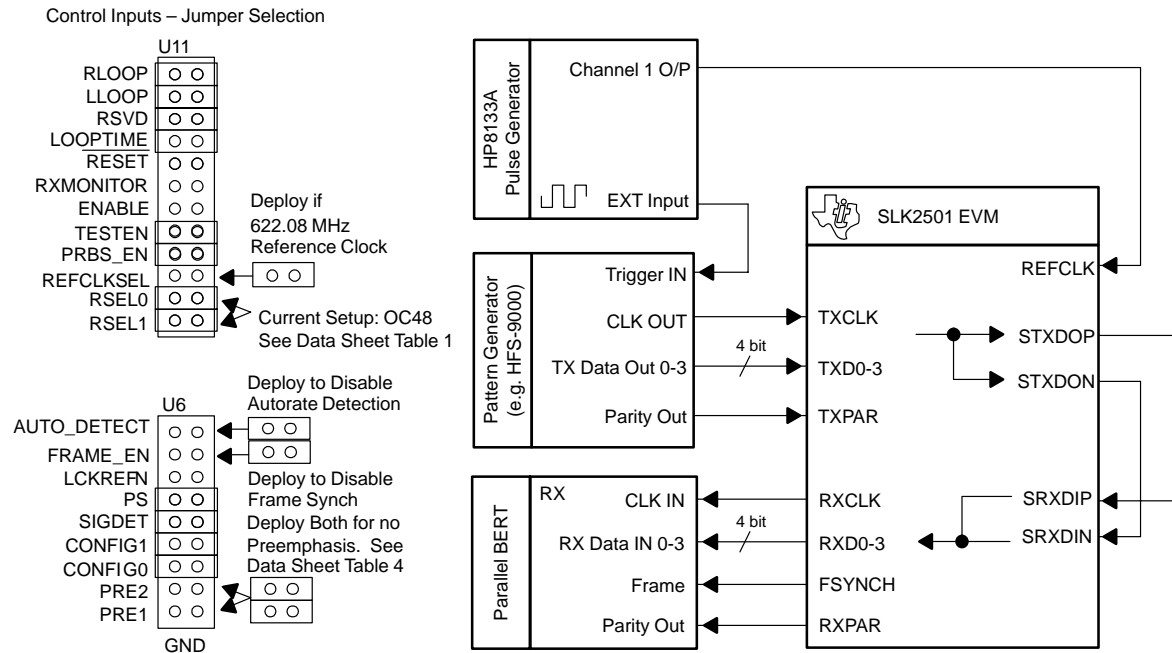 Control Inputs – Jumper Selection
U11
RLOOP
LLOOP
RSVD
LOOPTIME
RESET
RXMONITOR
ENABLE
TESTEN
PRBS_EN
REFCLKSEL
RSEL0
RSEL1
Deploy if
622.08 MHz
Reference Clock
Current Setup: OC48
See Data Sheet Table 1
U6
AUTO_DETECT
FRAME_EN
LCKREFN
PS
SIGDET
CONFIG1
CONFIG0
PRE2
PRE1
GND
Deploy to Disable
Autorate Detection
Deploy to Disable
Frame Synch
Deploy Both for no
Preemphasis. See
Data Sheet Table 4
HP8133A
Pulse Generator
Channel 1 O/P
EXT Input
Pattern Generator
(e.g. HFS-9000)
Trigger IN
CLK OUT
TX Data Out 0-3
Parity Out
4 bit
Parallel BERT
RX
CLK IN
RX Data IN 0-3
Frame
Parity Out
4 bit
SLK2501 EVM
REFCLK
TXCLK
TXD0-3
TXPAR
STXDOP
STXDON
RXCLK
RXD0-3
FSYNCH
RXPAR
SRXDIP
SRXDIN